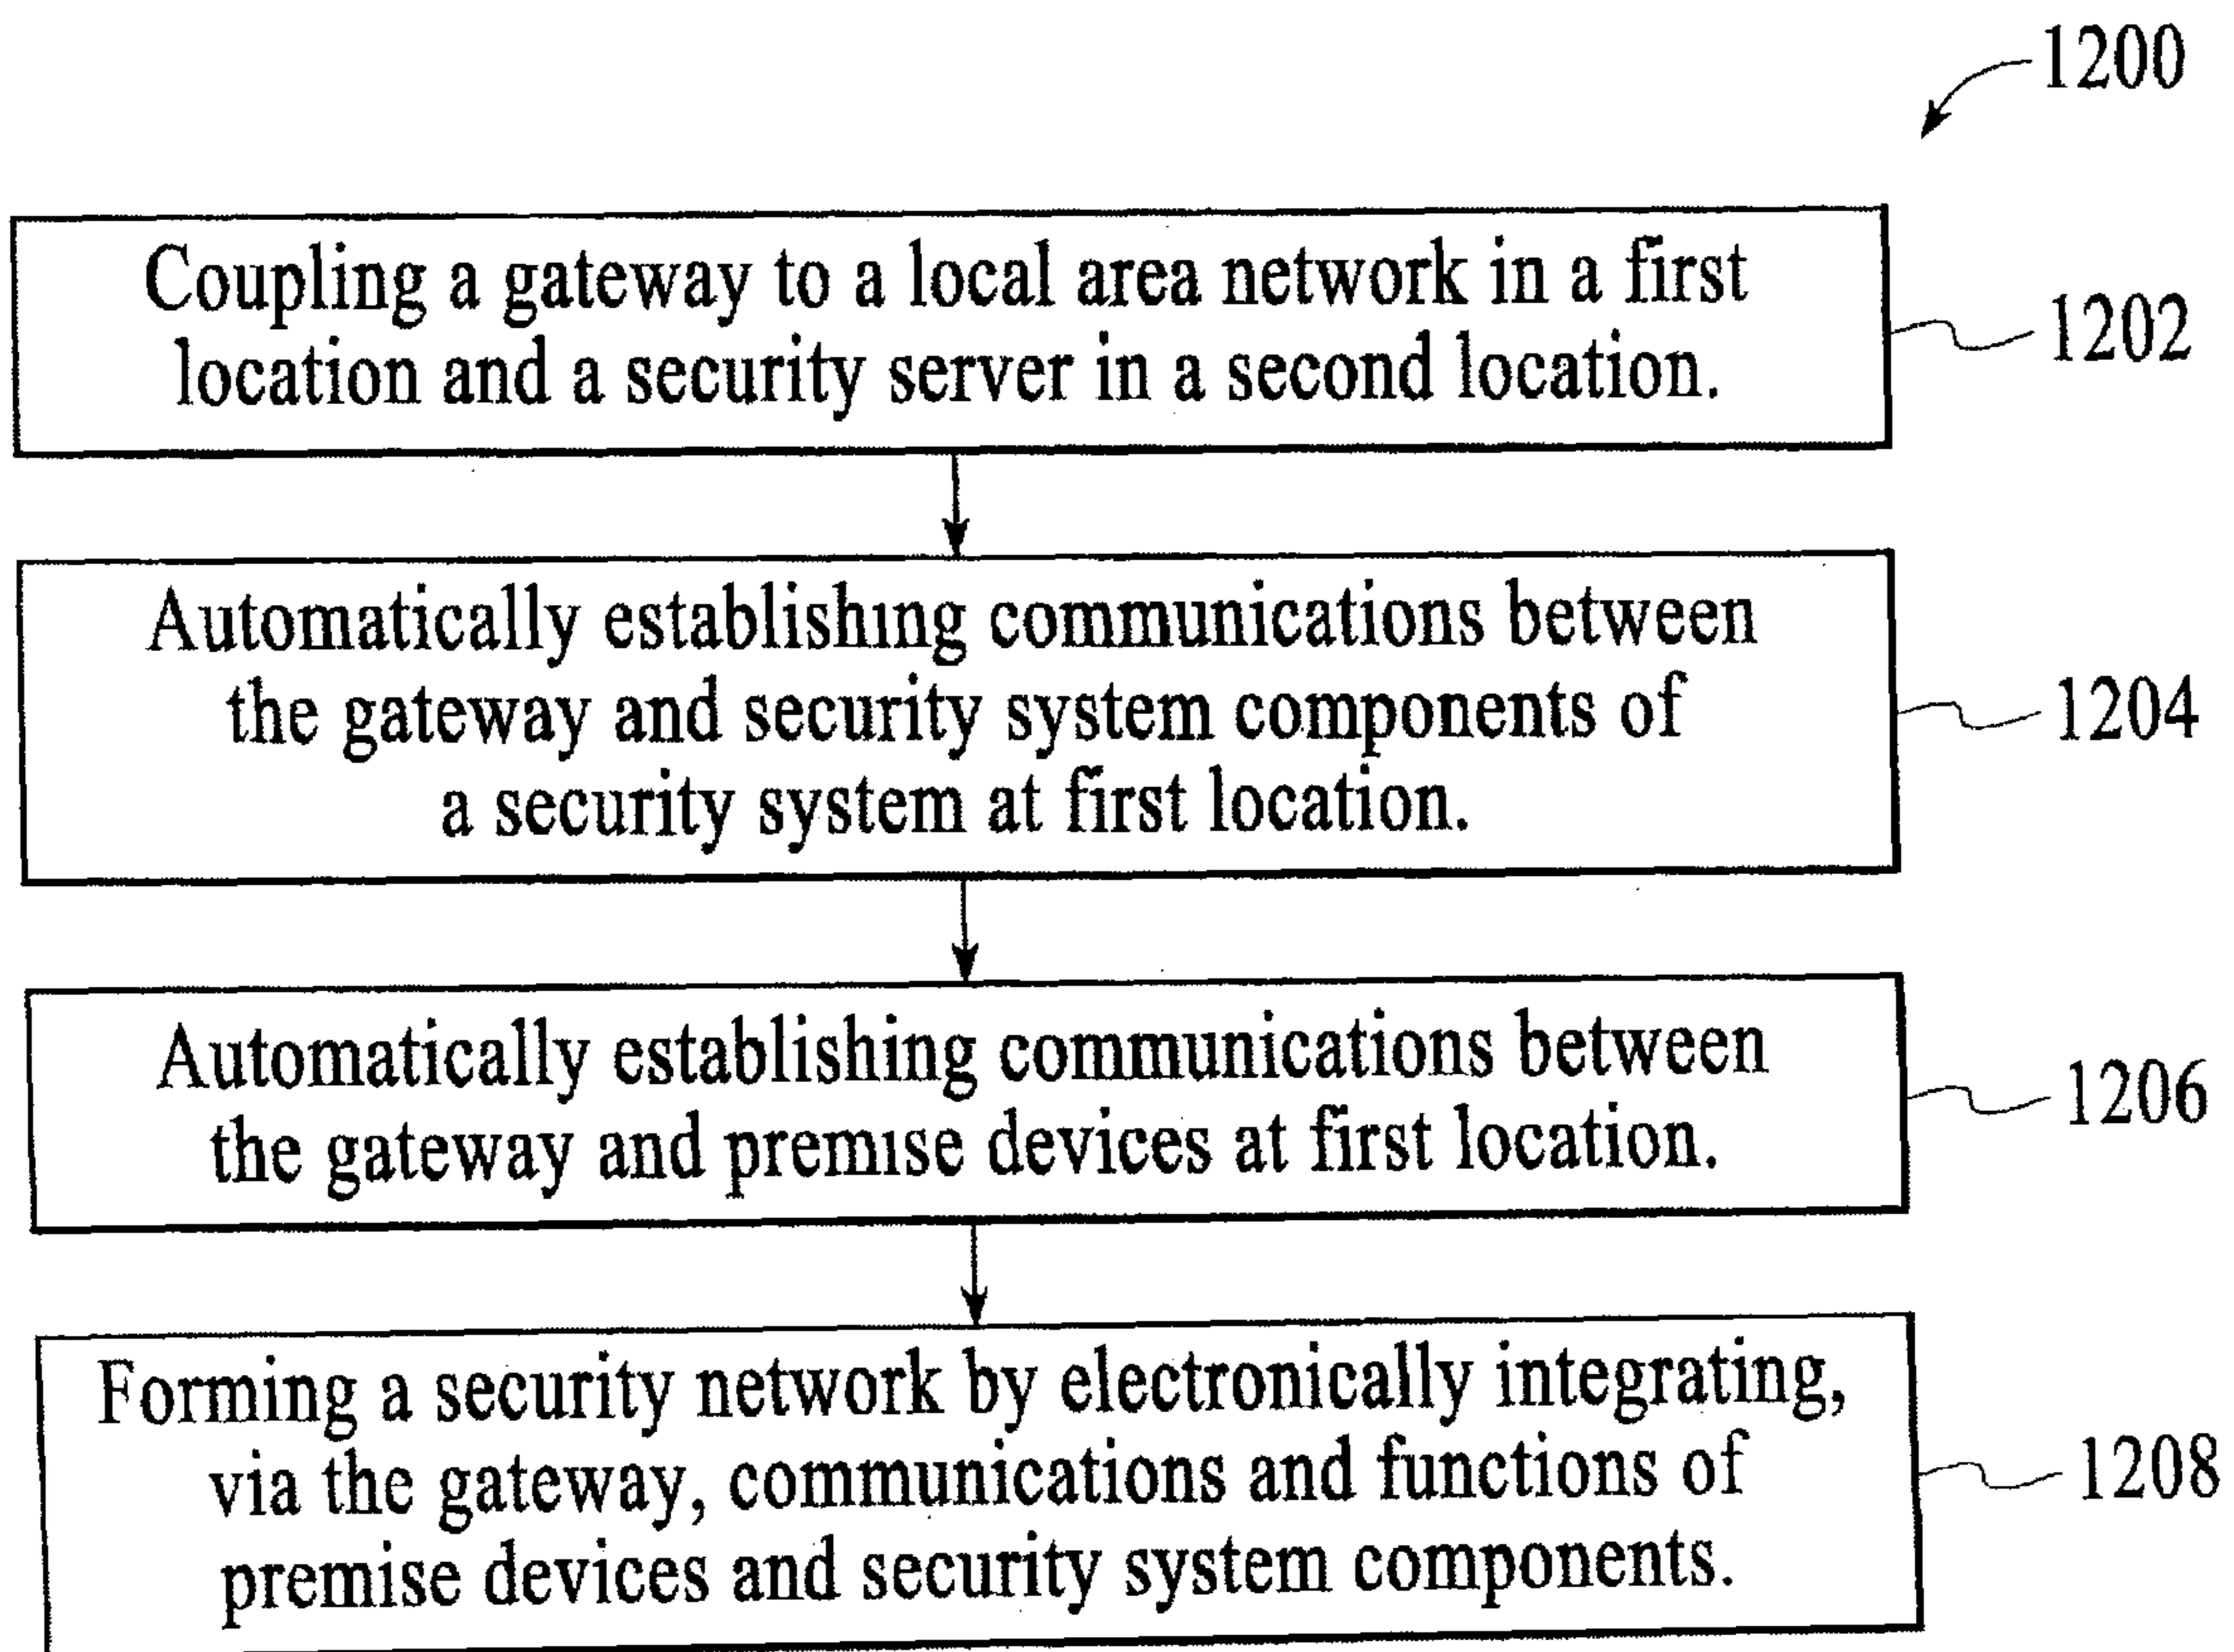 1200
Coupling a gateway to a local area network in a first
location and a security server in a second location.
1202
Automatically establishing communications between
the gateway and security system components of
a security system at first location.
1204
Automatically establishing communications between
the gateway and premise devices at first location.
1206
Forming a security network by electronically integrating,
via the gateway, communications and functions of
premise devices and security system components.
1208